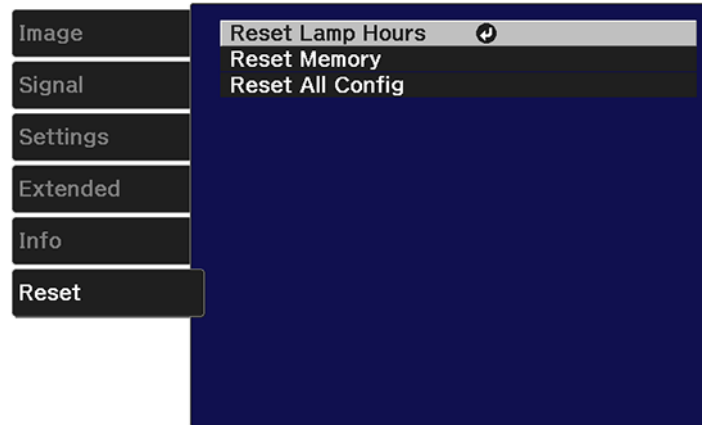 Image
Signal
Settings
Extended
Info
Reset
Reset Lamp Hours
Reset Memory
Reset All Config